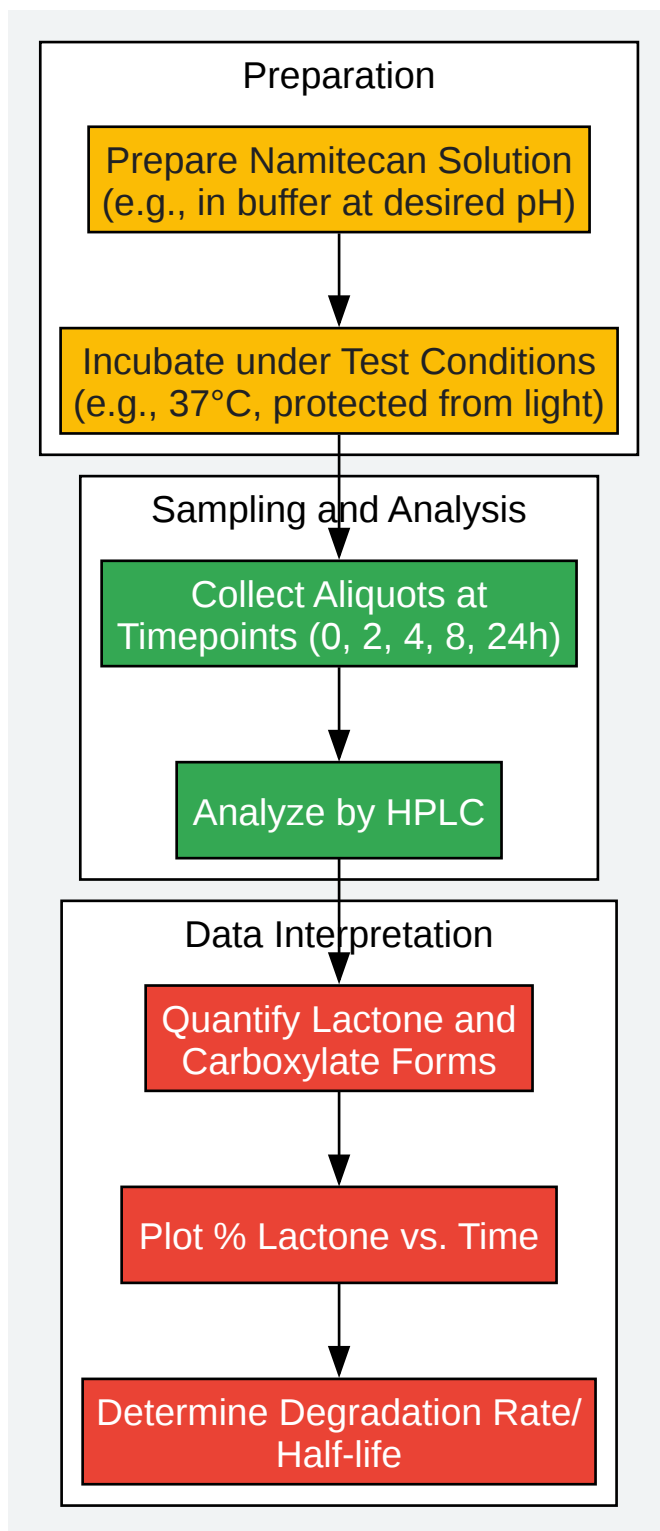 Preparation
Prepare Namitecan Solution
(e.g., in buffer at desired pH)
Incubate under Test Conditions
(e.g., 37°C, protected from light)
Sampling and Analysis
Collect Aliquots at
Timepoints (0, 2, 4, 8, 24h)
Analyze by HPLC
Data Interpretation
Quantify Lactone and
Carboxylate Forms
Plot % Lactone vs. Time
Determine Degradation Rate/
Half-life